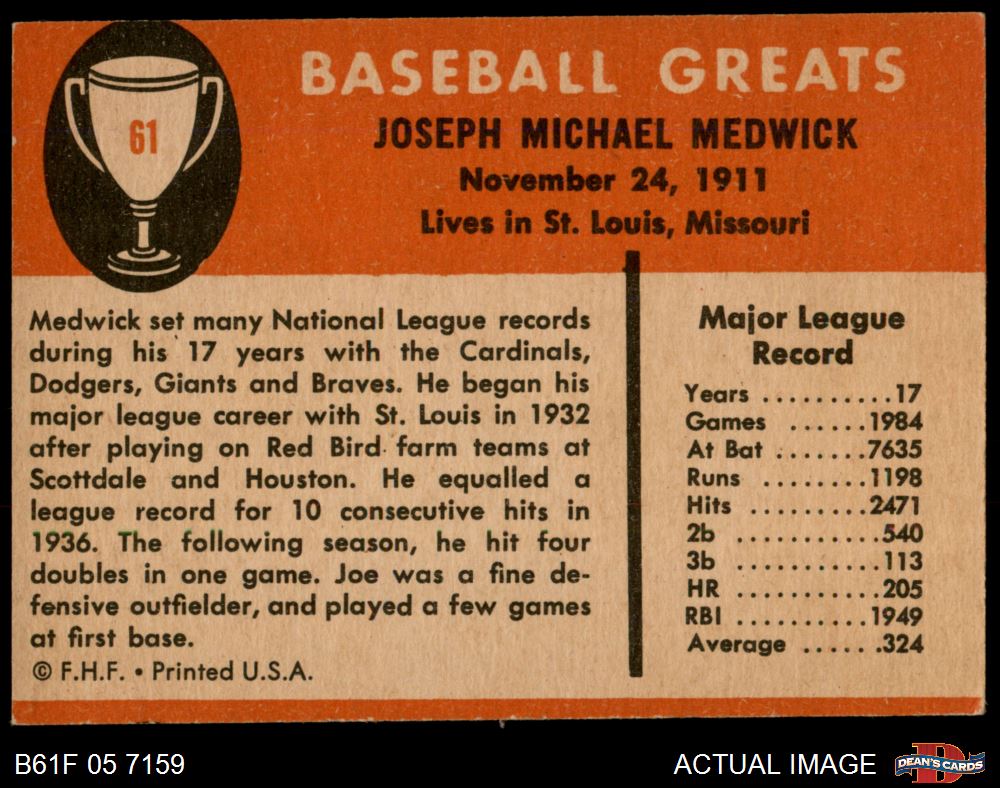 61
BASEBALL GREATS
JOSEPH MICHAEL MEDWICK
November 24, 1911
Lives in St. Louis, Missouri
Medwick set many National League records
during his 17 years with the Cardinals,
Dodgers, Giants and Braves. He began his
major league career with St. Louis in 1932
after playing on Red Bird farm teams at
Scottdale and Houston. He equalled a
league record for 10 consecutive hits in
1936. The following season, he hit four
doubles in one game. Joe was a fine de-
fensive outfielder, and played a few games
at first base.
© F.H.F. • Printed U.S.A.
Major League
Record
Years ..........17
Games ......1984
At Bat .......7635
Runs ........1198
Hits .........2471
2b ...........540
3b ...........113
HR ...........205
RBI ..........1949
Average ......324
B61F 05 7159
ACTUAL IMAGE
D
DEAN'S CARDS